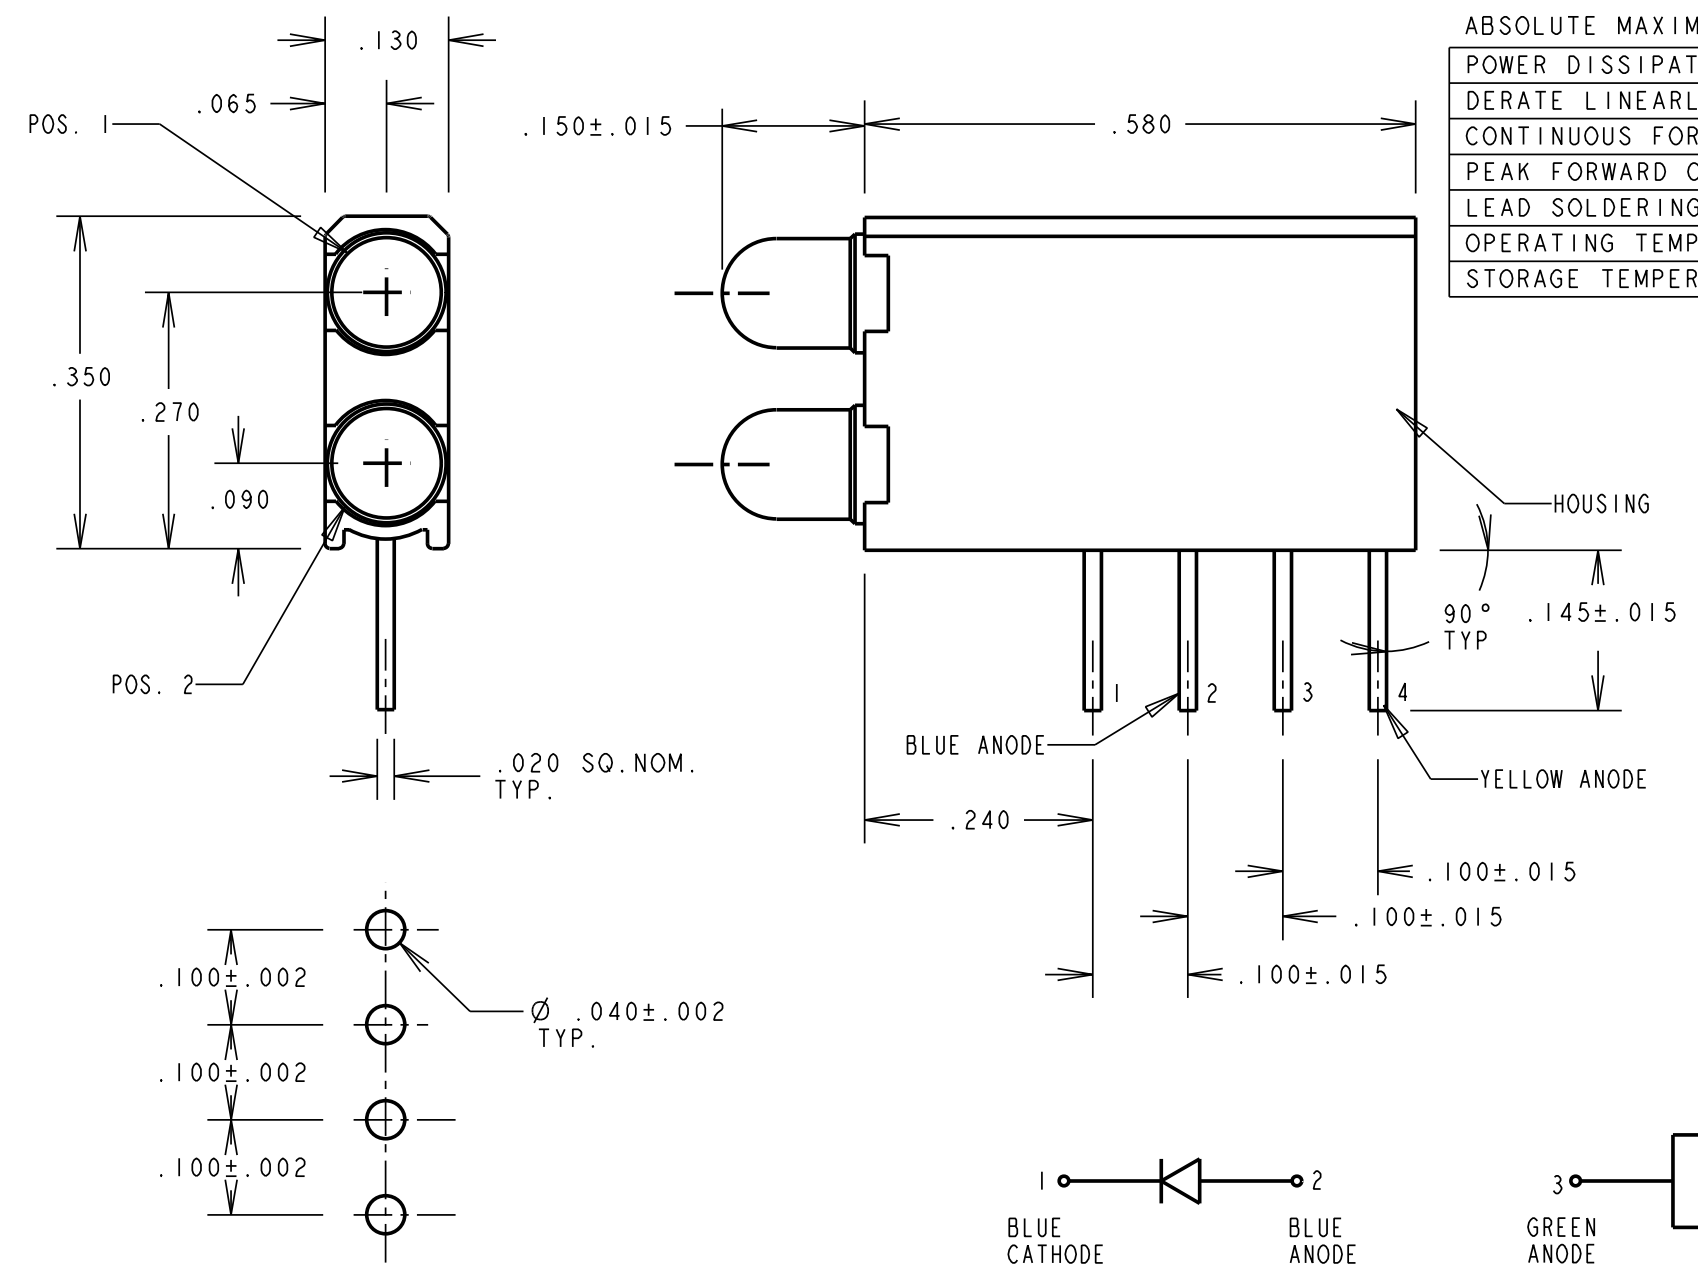 ABSOLUTE MAXIM
POWER DISSIPAT
DERATE LINEARL
CONTINUOUS FOR
PEAK FORWARD C
LEAD SOLDERING
OPERATING TEMP
STORAGE TEMPER
.130
.065
POS. 1
.150±.015
.580
.350
.270
.090
HOUSING
90°
TYP
.145±.015
POS. 2
1
2
3
4
BLUE ANODE
.020 SQ.NOM.
TYP.
YELLOW ANODE
.240
.100±.015
.100±.015
.100±.015
.100±.002
Ø .040±.002
TYP.
.100±.002
.100±.002
1
2
3
BLUE
CATHODE
BLUE
ANODE
GREEN
ANODE